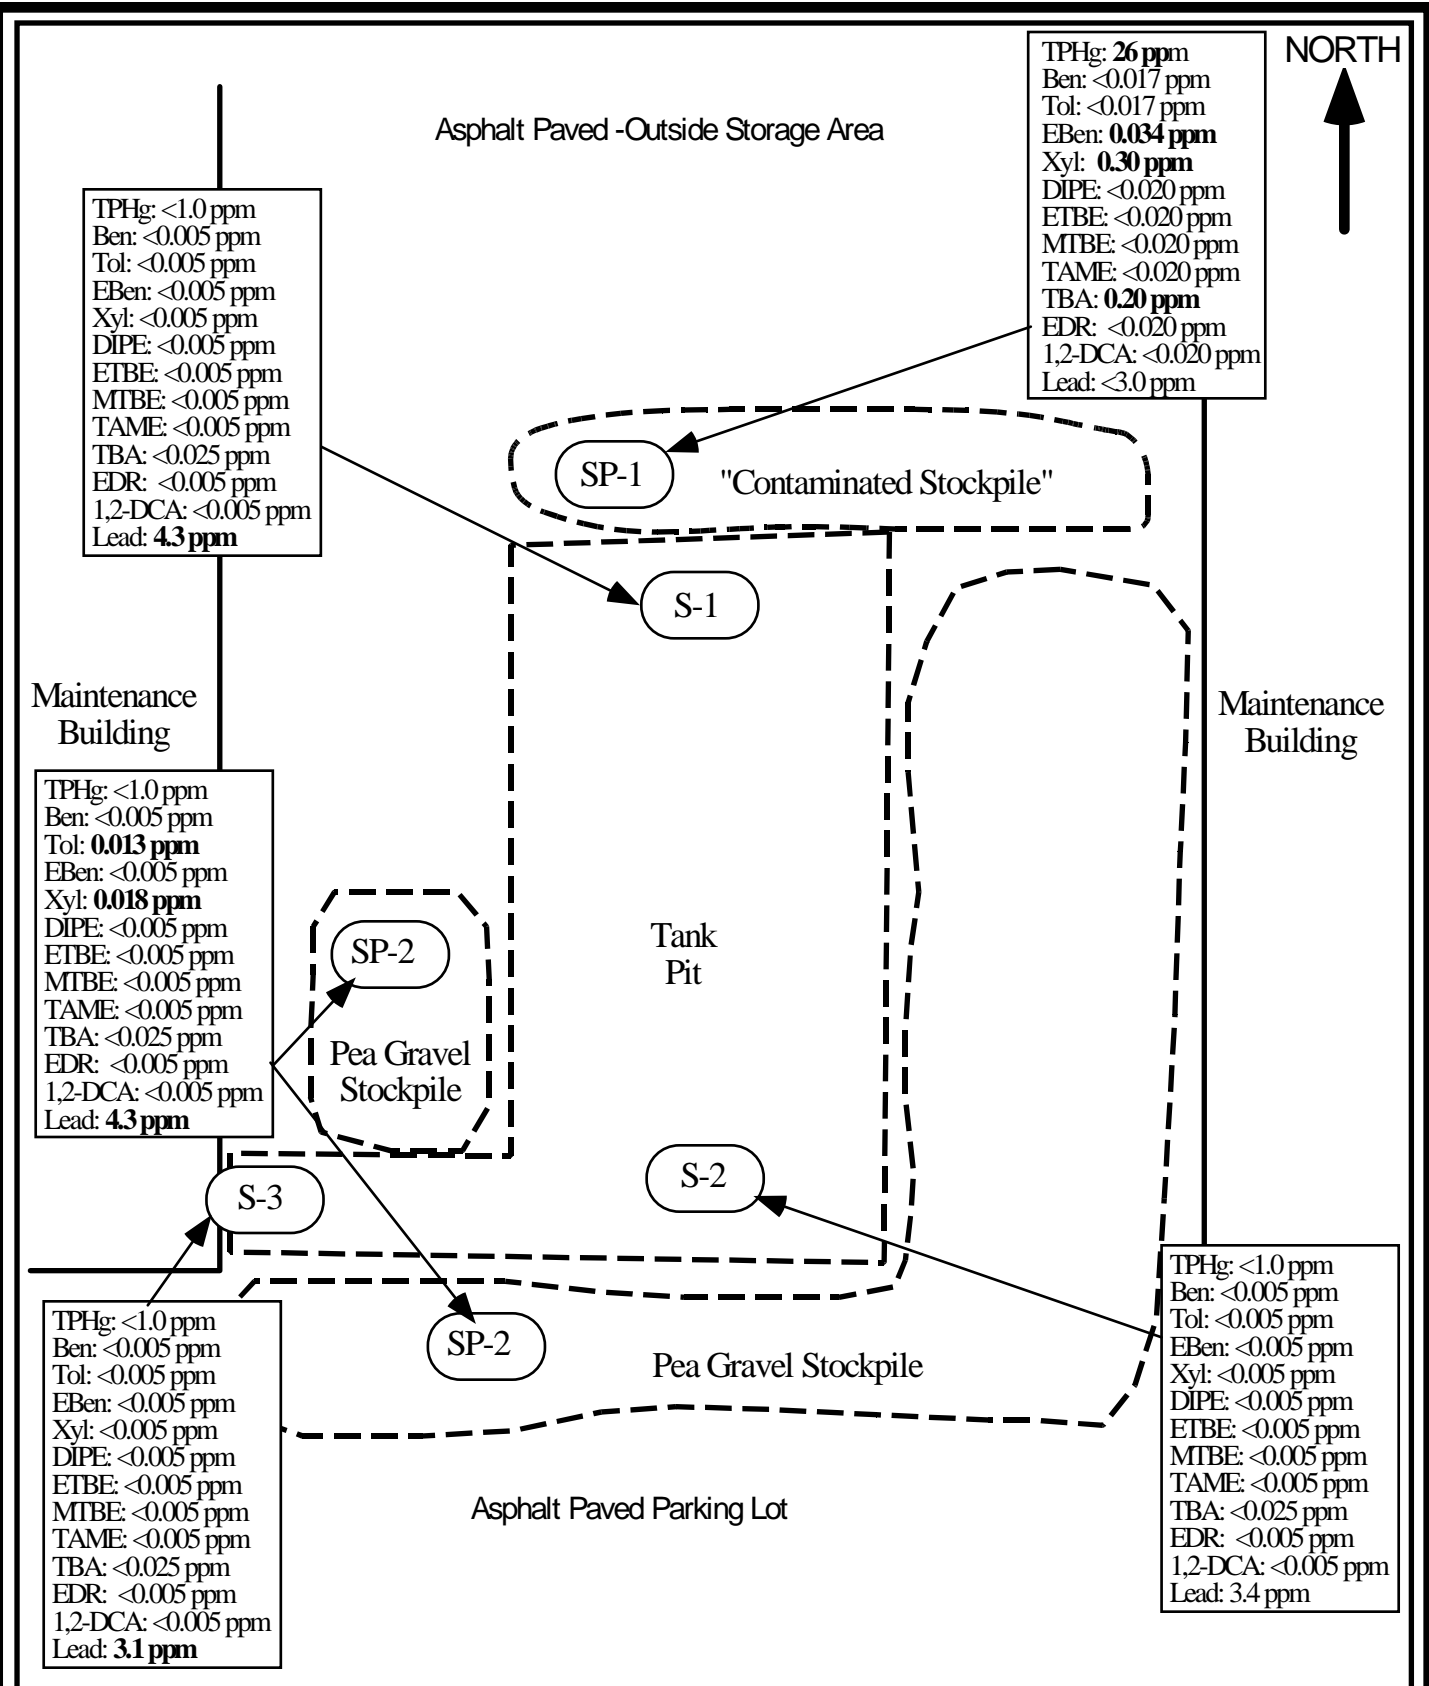 NORTH
Asphalt Paved -Outside Storage Area
TPHg: 26 ppm
Ben: <0.017 ppm
Tol: <0.017 ppm
EBen: 0.034 ppm
Xyl: 0.30 ppm
DIPE: <0.020 ppm
ETBE: <0.020 ppm
MTBE: <0.020 ppm
TAME: <0.020 ppm
TBA: 0.20 ppm
EDR: <0.020 ppm
1,2-DCA: <0.020 ppm
Lead: <3.0 ppm
TPHg: <1.0 ppm
Ben: <0.005 ppm
Tol: <0.005 ppm
EBen: <0.005 ppm
Xyl: <0.005 ppm
DIPE: <0.005 ppm
ETBE: <0.005 ppm
MTBE: <0.005 ppm
TAME: <0.005 ppm
TBA: <0.025 ppm
EDR: <0.005 ppm
1,2-DCA: <0.005 ppm
Lead: 4.3 ppm
SP-1
"Contaminated Stockpile"
S-1
Maintenance
Building
Maintenance
Building
TPHg: <1.0 ppm
Ben: <0.005 ppm
Tol: 0.013 ppm
EBen: <0.005 ppm
Xyl: 0.018 ppm
DIPE: <0.005 ppm
ETBE: <0.005 ppm
MTBE: <0.005 ppm
TAME: <0.005 ppm
TBA: <0.025 ppm
EDR: <0.005 ppm
1,2-DCA: <0.005 ppm
Lead: 4.3 ppm
SP-2
Pea Gravel
Stockpile
Tank
Pit
S-3
S-2
SP-2
Pea Gravel Stockpile
TPHg: <1.0 ppm
Ben: <0.005 ppm
Tol: <0.005 ppm
EBen: <0.005 ppm
Xyl: <0.005 ppm
DIPE: <0.005 ppm
ETBE: <0.005 ppm
MTBE: <0.005 ppm
TAME: <0.005 ppm
TBA: <0.025 ppm
EDR: <0.005 ppm
1,2-DCA: <0.005 ppm
Lead: 3.1 ppm
TPHg: <1.0 ppm
Ben: <0.005 ppm
Tol: <0.005 ppm
EBen: <0.005 ppm
Xyl: <0.005 ppm
DIPE: <0.005 ppm
ETBE: <0.005 ppm
MTBE: <0.005 ppm
TAME: <0.005 ppm
TBA: <0.025 ppm
EDR: <0.005 ppm
1,2-DCA: <0.005 ppm
Lead: 3.4 ppm
Asphalt Paved Parking Lot